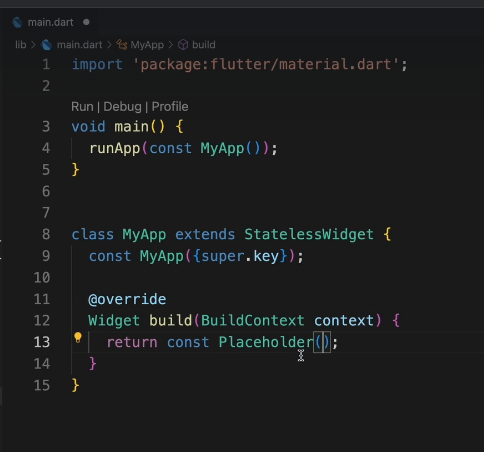 main.dart
lib > main.dart > MyApp > build
1 import 'package:flutter/material.dart';
2
Run | Debug | Profile
3 void main() {
4   runApp(const MyApp());
5 }
6
7
8 class MyApp extends StatelessWidget {
9   const MyApp({super.key});
10
11   @override
12   Widget build(BuildContext context) {
13     return const Placeholder();
14   }
15 }